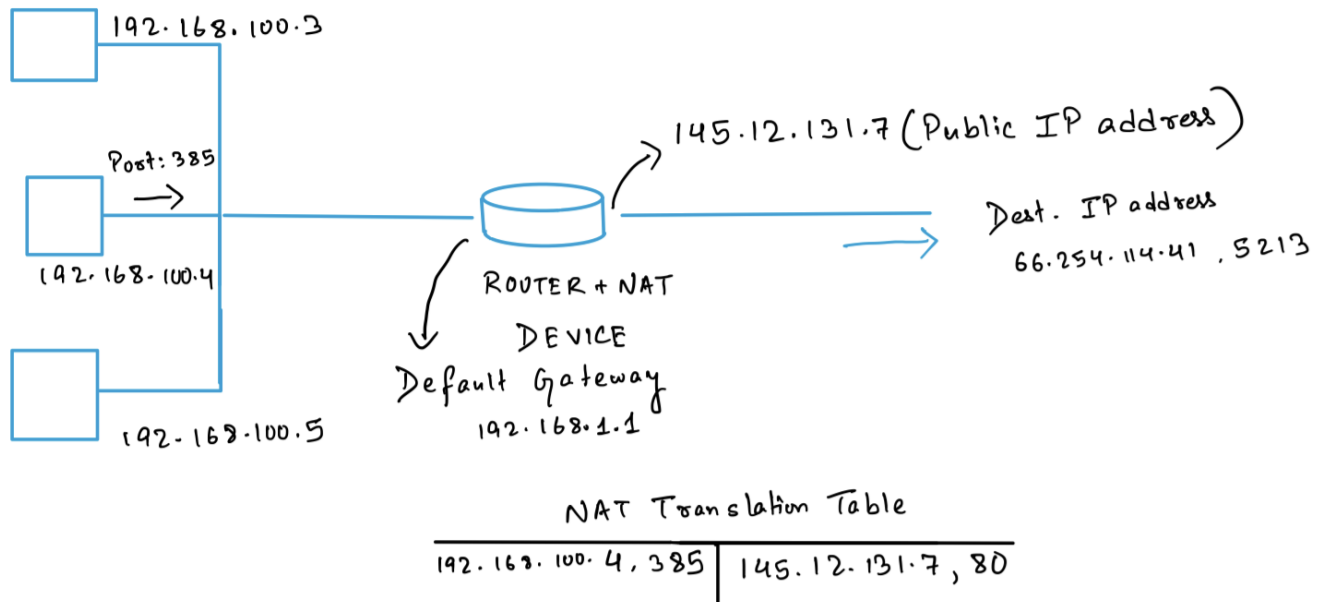 192.168.100.3
145.12.131.7 (Public IP address)
Port: 385
192.168.100.4
Dest. IP address
66.254.114.41 , 5213
ROUTER + NAT
DEVICE
Default Gateway
192.168.1.1
192.168.100.5
NAT Translation Table
192.168.100.4, 385 145.12.131.7, 80